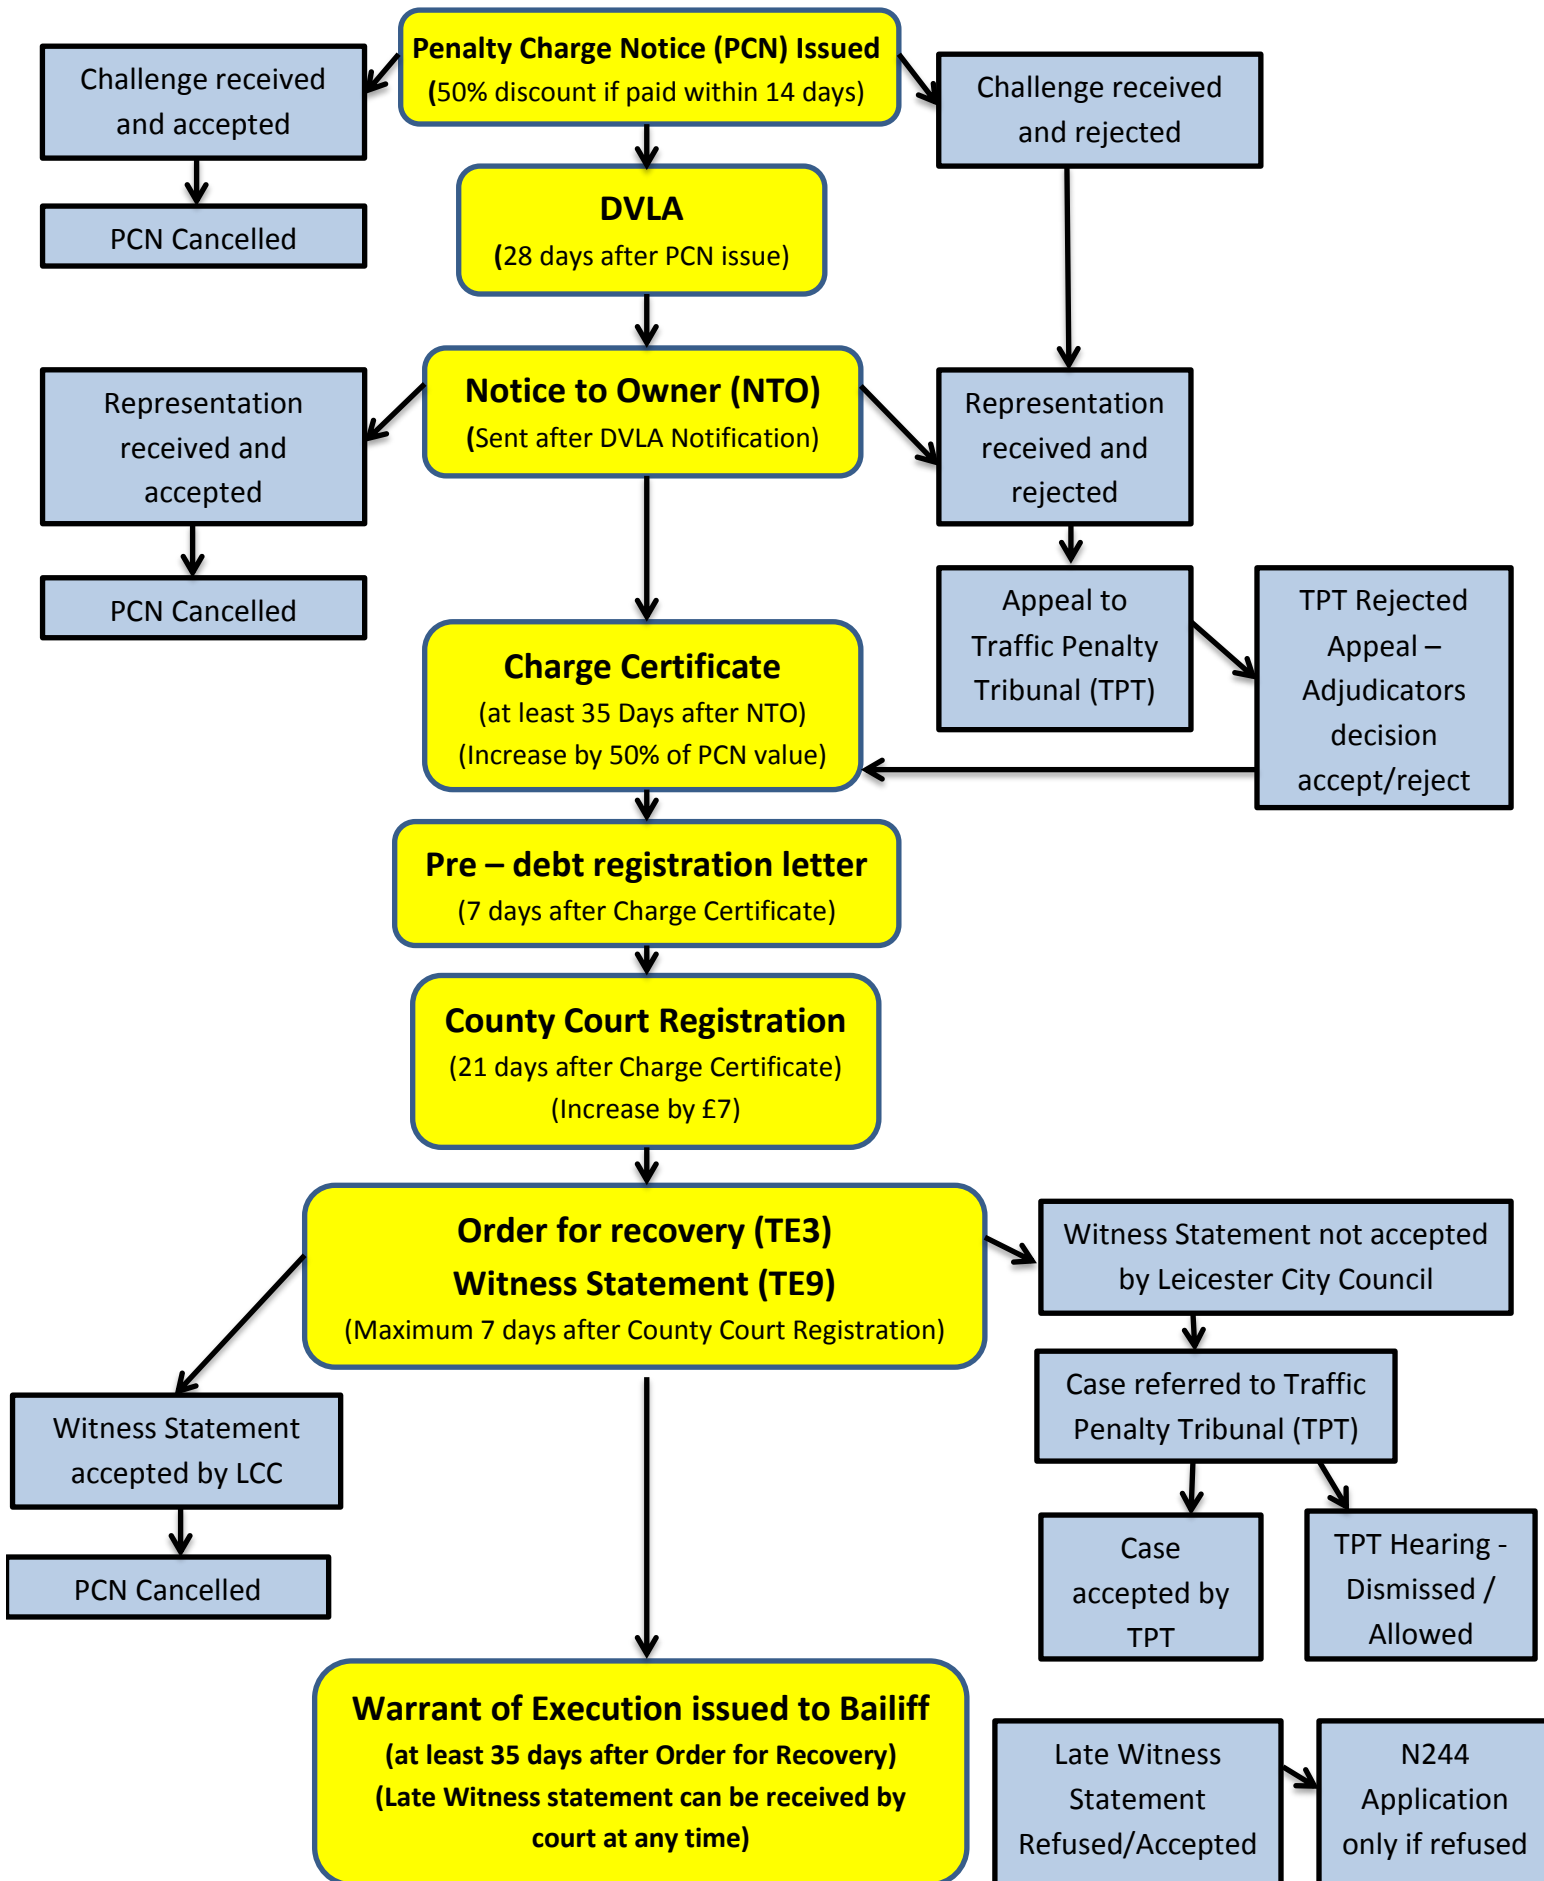 Penalty Charge Notice (PCN) Issued
(50% discount if paid within 14 days)
Challenge received
and accepted
Challenge received
and rejected
PCN Cancelled
DVLA
(28 days after PCN issue)
Notice to Owner (NTO)
(Sent after DVLA Notification)
Representation
received and
accepted
Representation
received and
rejected
PCN Cancelled
Appeal to
Traffic Penalty
Tribunal (TPT)
TPT Rejected
Appeal –
Adjudicators
decision
accept/reject
Charge Certificate
(at least 35 Days after NTO)
(Increase by 50% of PCN value)
Pre – debt registration letter
(7 days after Charge Certificate)
County Court Registration
(21 days after Charge Certificate)
(Increase by £7)
Order for recovery (TE3)
Witness Statement (TE9)
(Maximum 7 days after County Court Registration)
Witness Statement not accepted
by Leicester City Council
Case referred to Traffic
Penalty Tribunal (TPT)
Witness Statement
accepted by LCC
PCN Cancelled
Case
accepted by
TPT
TPT Hearing -
Dismissed /
Allowed
Warrant of Execution issued to Bailiff
(at least 35 days after Order for Recovery)
(Late Witness statement can be received by
court at any time)
Late Witness
Statement
Refused/Accepted
N244
Application
only if refused